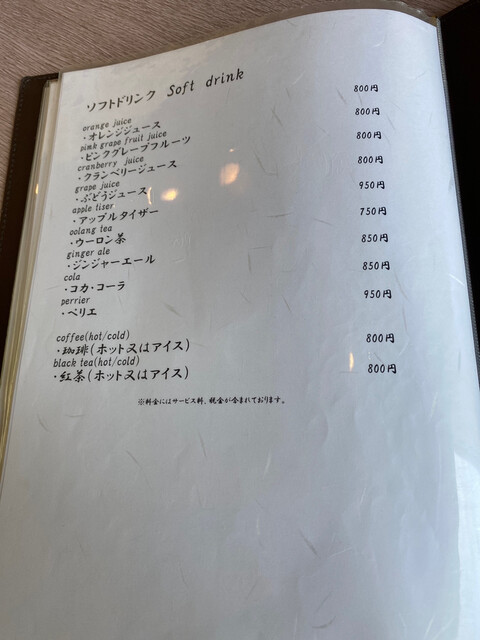 ソフトドリンク Soft drink
orange juice
・オレンジジュース 800円
pink grape fruit juice
・ピンクグレープフルーツ 800円
cranberry juice
・クランベリージュース 800円
grape juice
・ぶどうジュース 800円
apple tiser
・アップルタイザー 950円
oolang tea
・ウーロン茶 750円
ginger ale
・ジンジャーエール 850円
cola
・コカ・コーラ 850円
perrier
・ペリエ 950円
coffee(hot/cold)
・珈琲(ホット又はアイス) 800円
black tea(hot/cold)
・紅茶(ホット又はアイス) 800円
※料金にはサービス料、税金が含まれております。